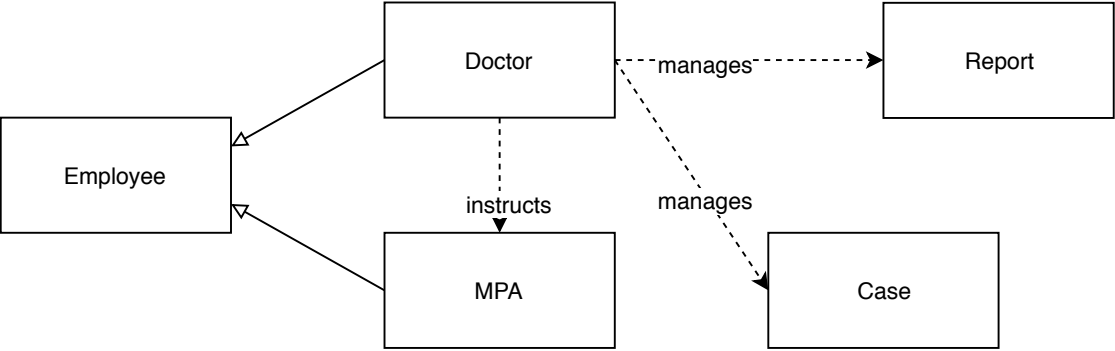 Doctor
manages
Report
Employee
instructs
manages
MPA
Case